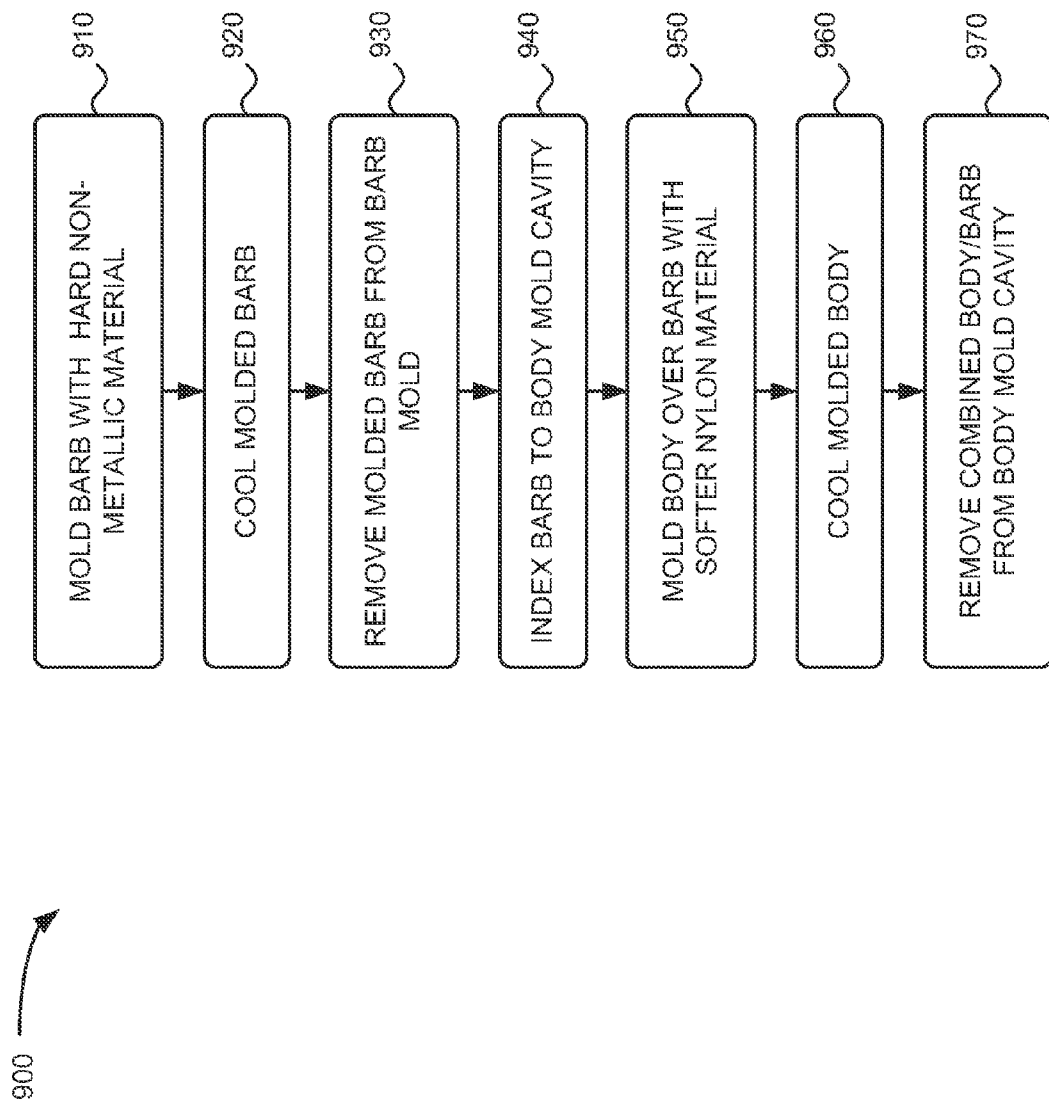 900
MOLD BARB WITH HARD NON-
METALLIC MATERIAL
910
COOL MOLDED BARB
920
REMOVE MOLDED BARB FROM BARB
MOLD
930
INDEX BARB TO BODY MOLD CAVITY
940
MOLD BODY OVER BARB WITH
SOFTER NYLON MATERIAL
950
COOL MOLDED BODY
960
REMOVE COMBINED BODY/BARB
FROM BODY MOLD CAVITY
970